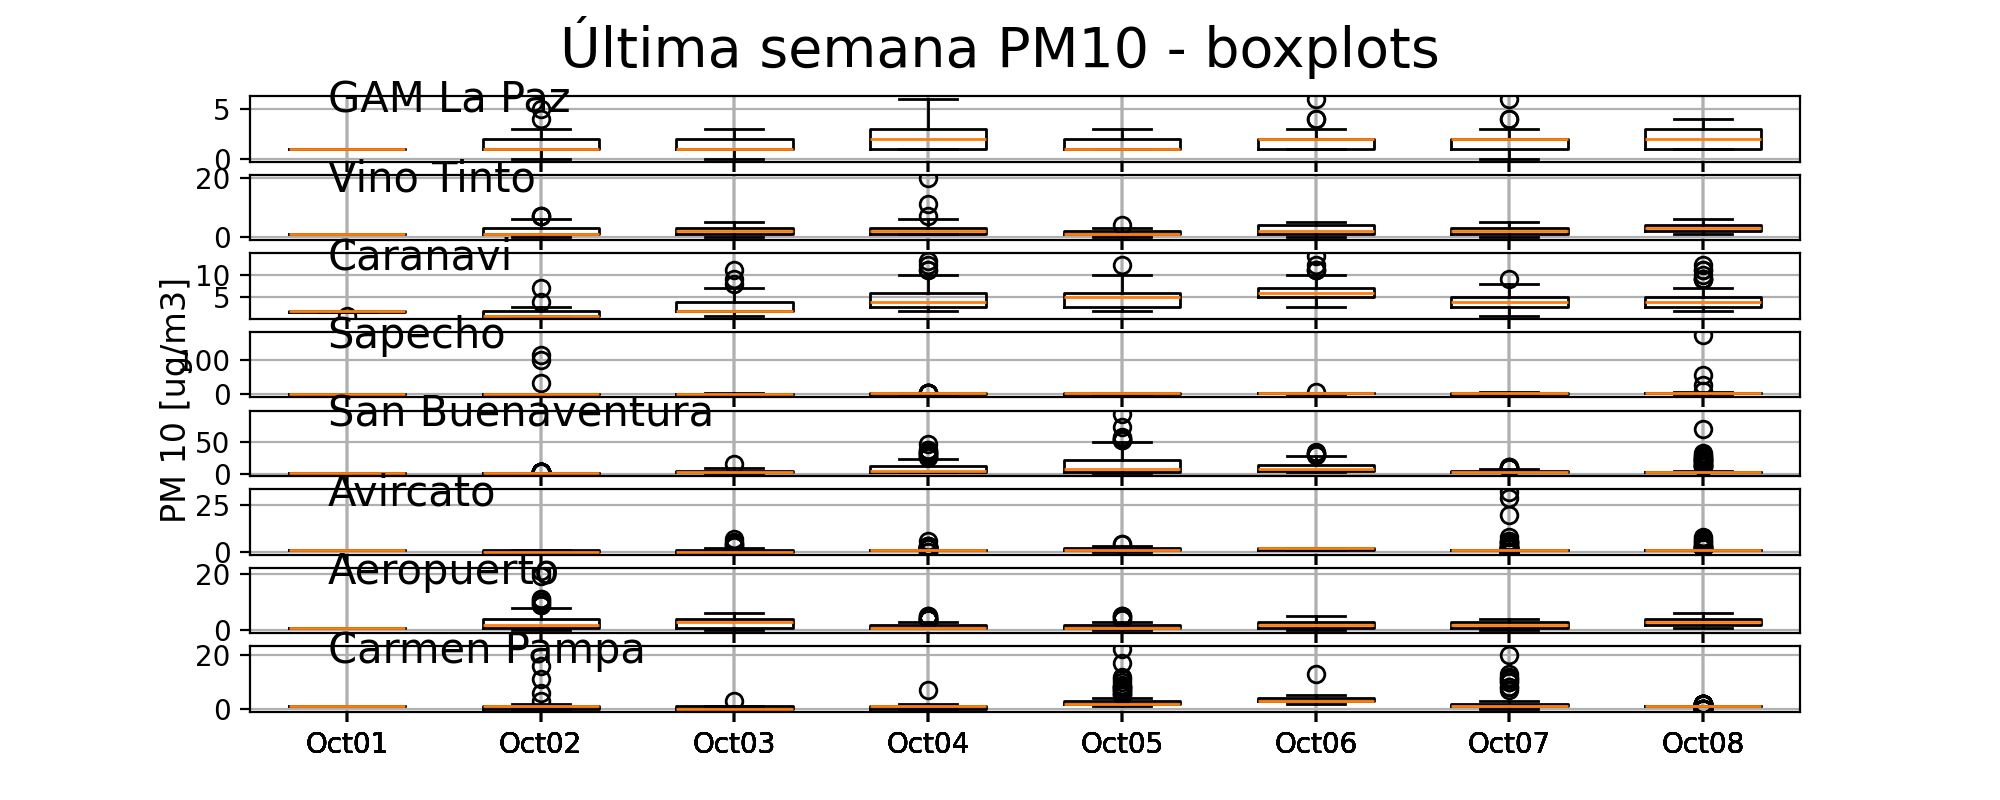 Última semana PM10 - boxplots
GAM La Paz
5
0
Vino Tinto
20
0
Caranavi
10
5
Sapecho
100
0
San Buenaventura
50
0
Avircato
25
0
Aeropuerto
20
0
Carmen Pampa
20
0
PM 10 [ug/m3]
Oct01 Oct02 Oct03 Oct04 Oct05 Oct06 Oct07 Oct08